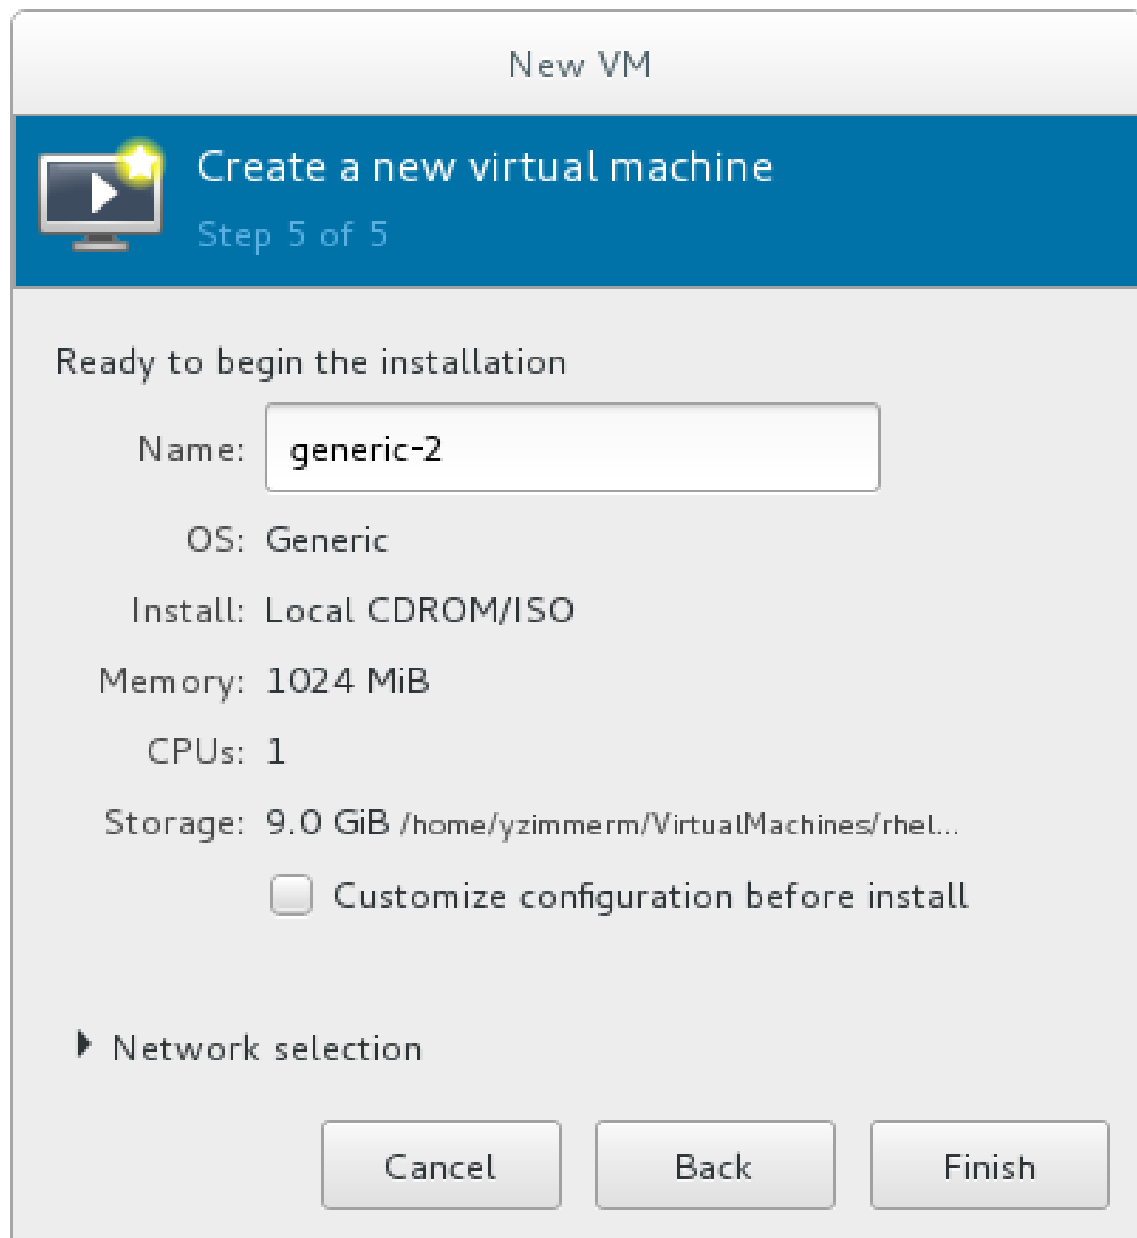 New VM
Create a new virtual machine
Step 5 of 5
Ready to begin the installation
Name: generic-2
OS: Generic
Install: Local CDROM/ISO
Memory: 1024 MiB
CPUs: 1
Storage: 9.0 GiB /home/yzimmerm/VirtualMachines/rhel...
Customize configuration before install
Network selection
Cancel Back Finish